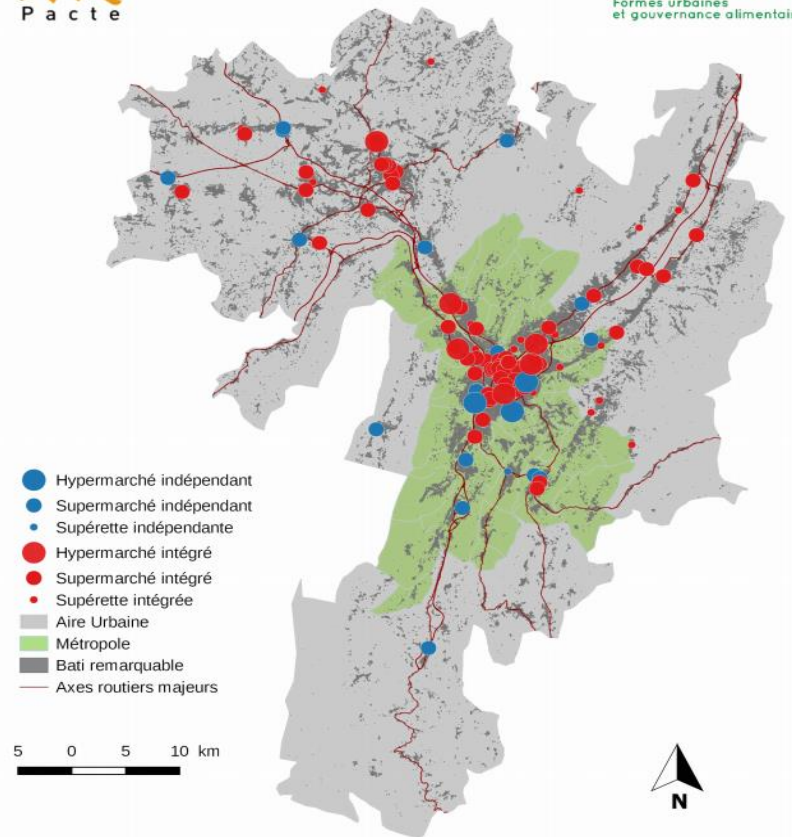 Pacte
Formes urbaines
et gouvernance alimentair
Hypermarché indépendant
Supermarché indépendant
Supérette indépendante
Hypermarché intégré
Supermarché intégré
Supérette intégrée
Aire Urbaine
Métropole
Bati remarquable
Axes routiers majeurs
5 0 5 10 km
N